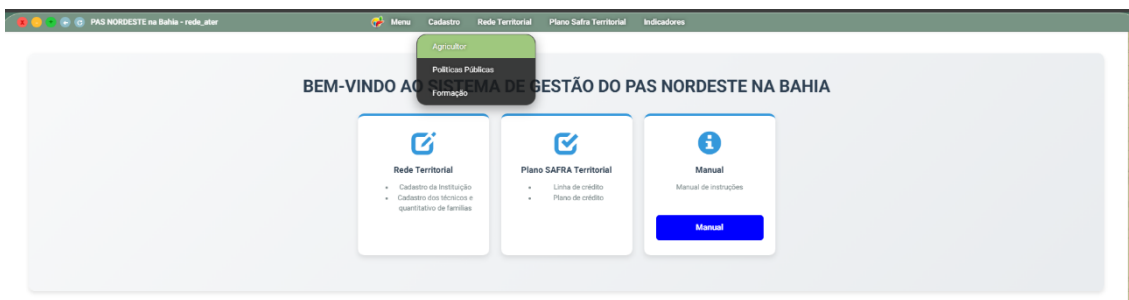 PAS NORDESTE na Bahia - rede_ater
Menu Cadastro Rede Territorial Plano Safra Territorial Indicadores
Agricultor
Políticas Públicas
Formação
BEM-VINDO AO SISTEMA DE GESTÃO DO PAS NORDESTE NA BAHIA
Rede Territorial
Cadastro da Instituição
Cadastro dos técnicos e
quantitativo de famílias
Plano SAFRA Territorial
Linha de crédito
Plano de crédito
Manual
Manual de instruções
Manual